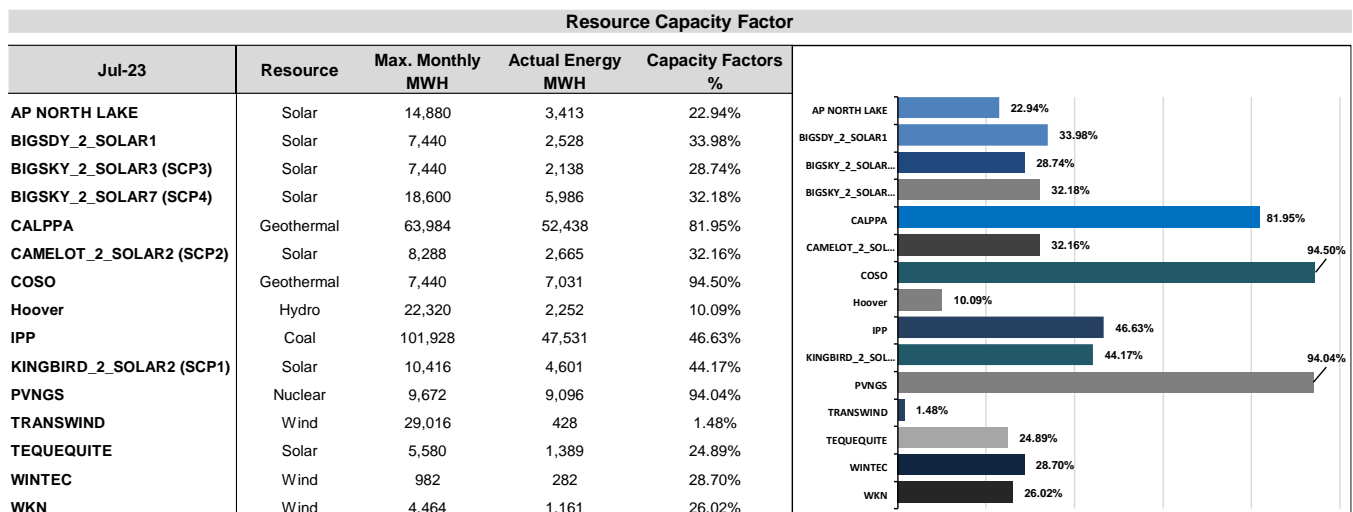 Resource Capacity Factor
Jul-23 Resource Max. Monthly MWH Actual Energy MWH Capacity Factors %
AP NORTH LAKE Solar 14,880 3,413 22.94%
BIGSDY_2_SOLAR1 Solar 7,440 2,528 33.98%
BIGSKY_2_SOLAR3 (SCP3) Solar 7,440 2,138 28.74%
BIGSKY_2_SOLAR7 (SCP4) Solar 18,600 5,986 32.18%
CALPPA Geothermal 63,984 52,438 81.95%
CAMELOT_2_SOLAR2 (SCP2) Solar 8,288 2,665 32.16%
COSO Geothermal 7,440 7,031 94.50%
Hoover Hydro 22,320 2,252 10.09%
IPP Coal 101,928 47,531 46.63%
KINGBIRD_2_SOLAR2 (SCP1) Solar 10,416 4,601 44.17%
PVNGS Nuclear 9,672 9,096 94.04%
TRANSWIND Wind 29,016 428 1.48%
TEQUEQUITE Solar 5,580 1,389 24.89%
WINTEC Wind 982 282 28.70%
WKN Wind 4,464 1,161 26.02%
AP NORTH LAKE 22.94%
BIGSDY_2_SOLAR1 33.98%
BIGSKY_2_SOLAR... 28.74%
BIGSKY_2_SOLAR... 32.18%
CALPPA 81.95%
CAMELOT_2_SOL... 32.16%
COSO 94.50%
Hoover 10.09%
IPP 46.63%
KINGBIRD_2_SOL... 44.17%
PVNGS 94.04%
TRANSWIND 1.48%
TEQUEQUITE 24.89%
WINTEC 28.70%
WKN 26.02%